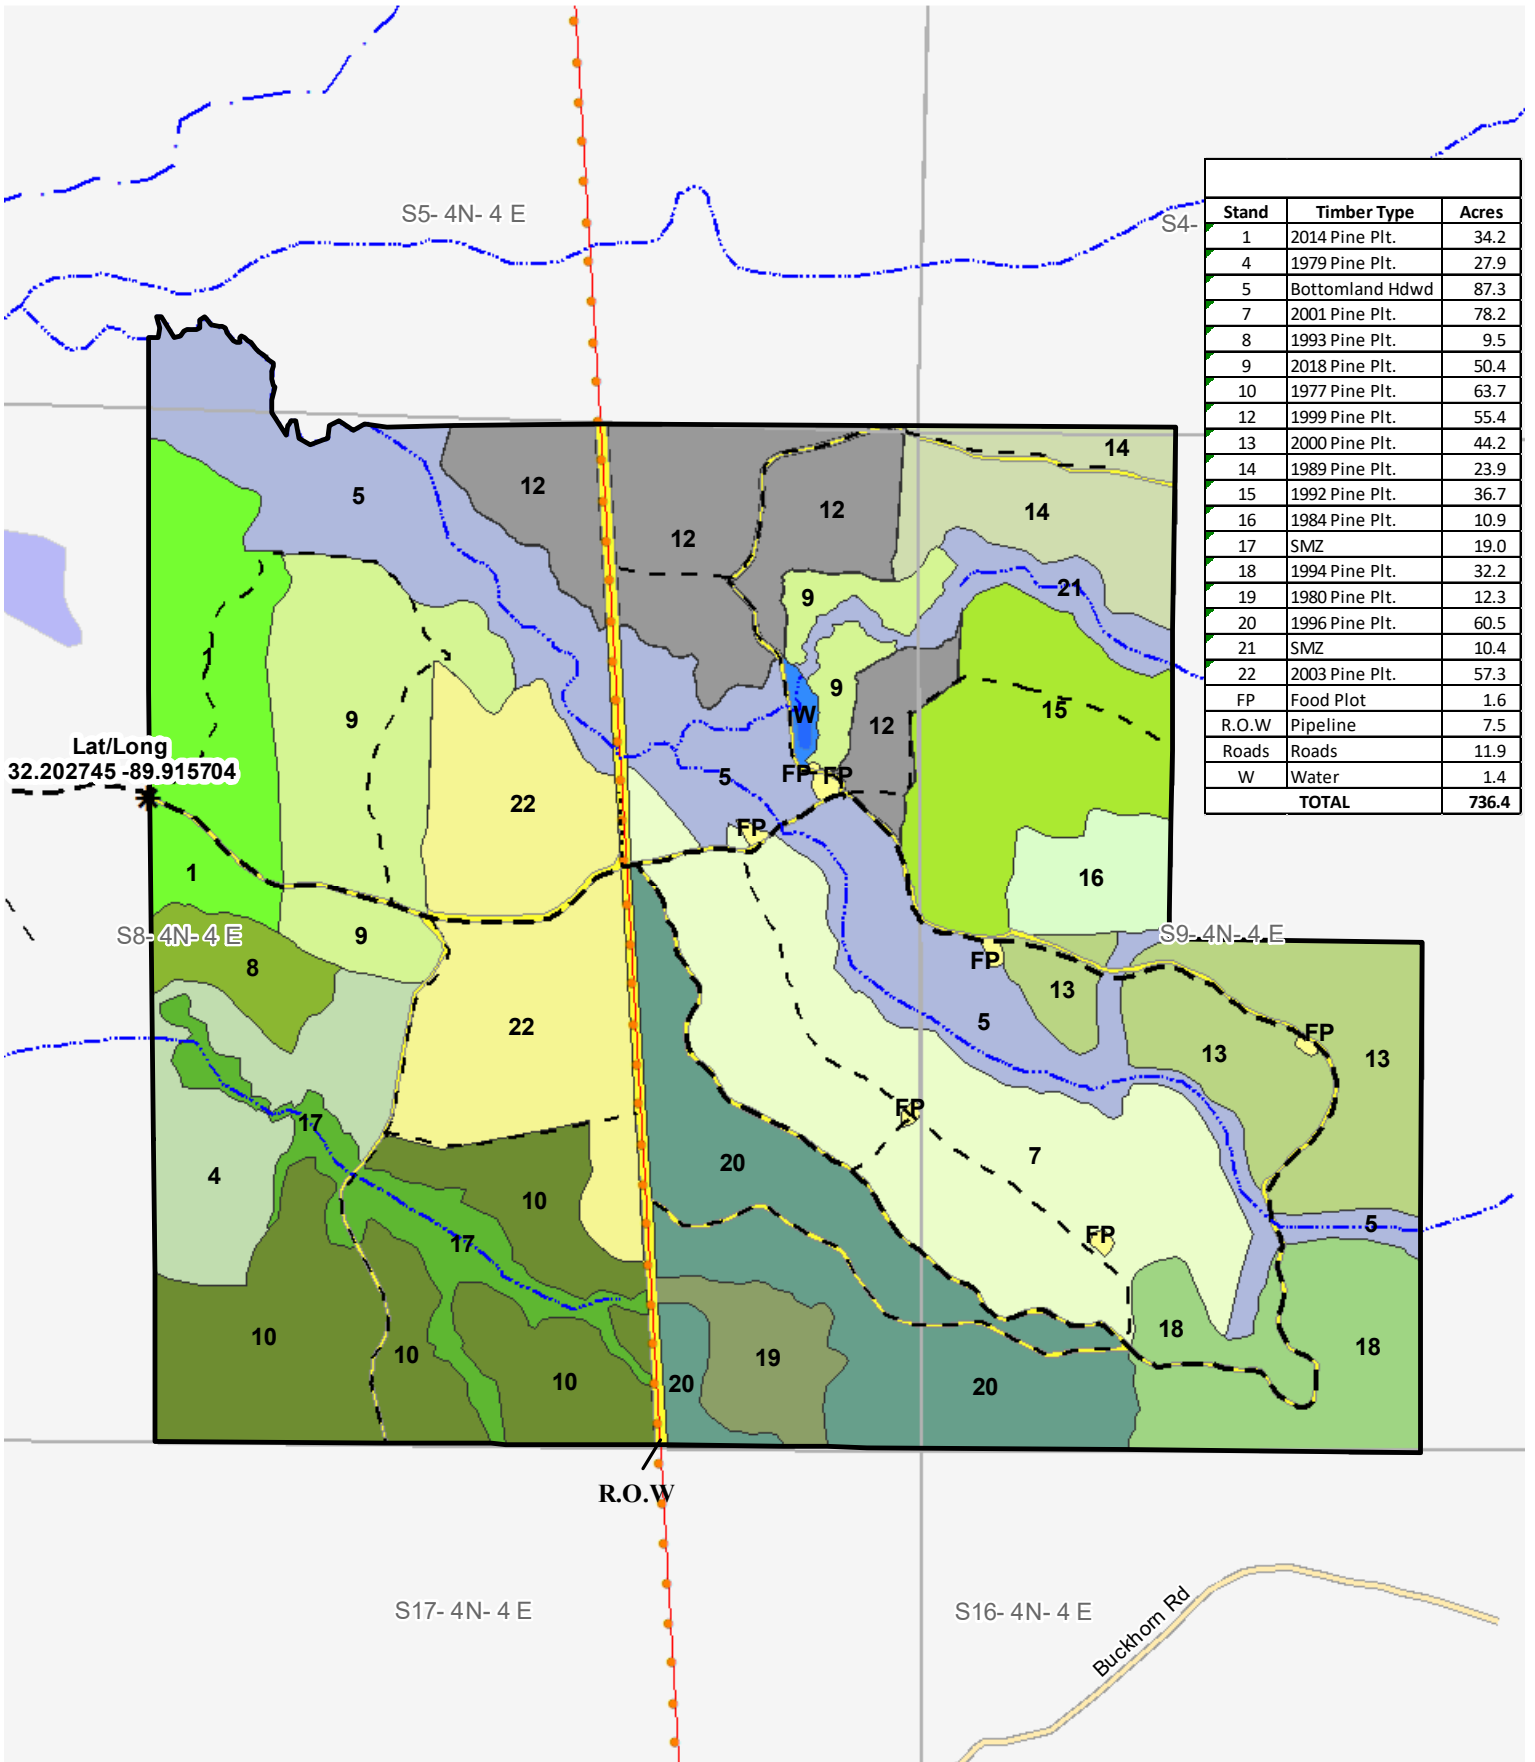 S5- 4N- 4 E
S4-
Stand Timber Type Acres
1 2014 Pine Plt. 34.2
4 1979 Pine Plt. 27.9
5 Bottomland Hdwd 87.3
7 2001 Pine Plt. 78.2
8 1993 Pine Plt. 9.5
9 2018 Pine Plt. 50.4
10 1977 Pine Plt. 63.7
12 1999 Pine Plt. 55.4
13 2000 Pine Plt. 44.2
14 1989 Pine Plt. 23.9
15 1992 Pine Plt. 36.7
16 1984 Pine Plt. 10.9
17 SMZ 19.0
18 1994 Pine Plt. 32.2
19 1980 Pine Plt. 12.3
20 1996 Pine Plt. 60.5
21 SMZ 10.4
22 2003 Pine Plt. 57.3
FP Food Plot 1.6
R.O.W Pipeline 7.5
Roads Roads 11.9
W Water 1.4
TOTAL 736.4
14
12
5
12
12
14
21
9
1
9
9
15
W
12
Lat/Long
32.202745 -89.915704
FP
FP
5
22
FP
1
16
S8- 4N- 4 E
9
S9- 4N- 4 E
8
FP
13
5
22
FP
13
13
FP
17
7
20
4
10
5
FP
17
18
10
18
10
19
10
20
20
R.O.W
S17- 4N- 4 E
S16- 4N- 4 E
Buckhorn Rd